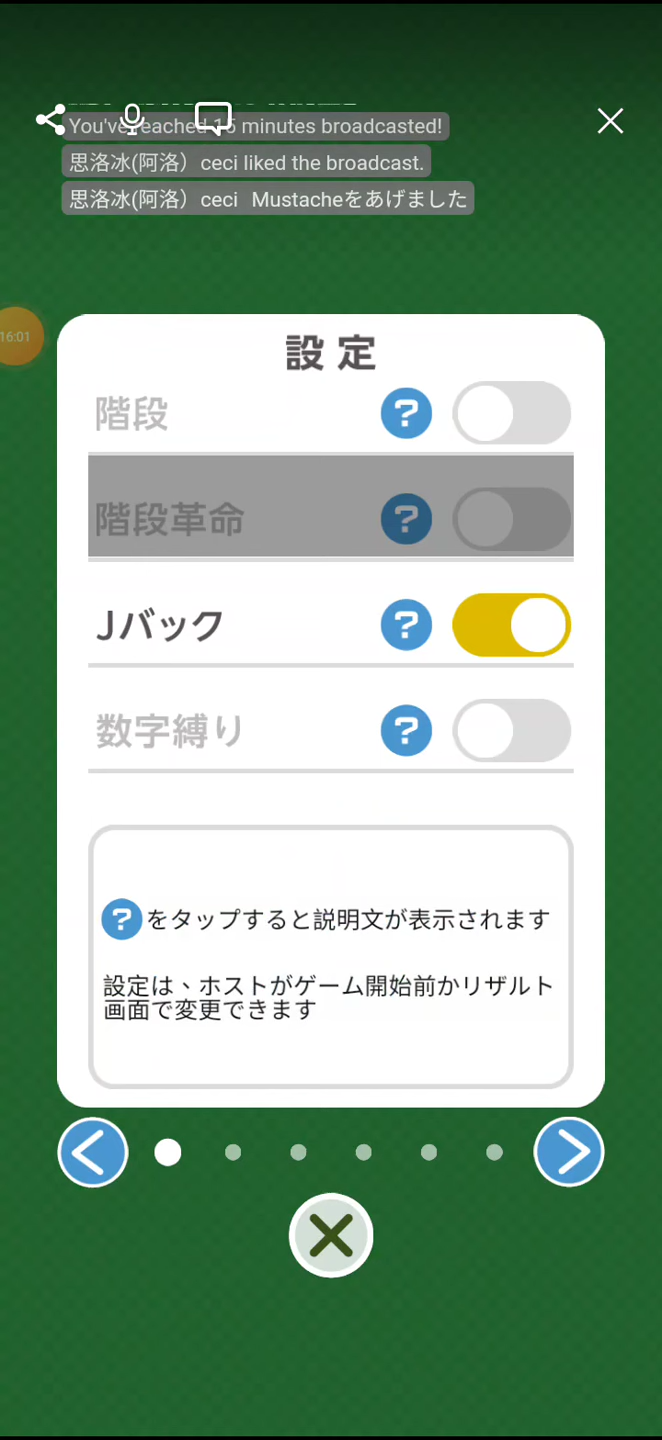 You've reached 15 minutes broadcasted!
思洛冰(阿洛）ceci liked the broadcast.
思洛冰(阿洛）ceci Mustacheをあげました
16:01
設定
階段 ?
階段革命 ?
Jバック ?
数字縛り ?
?をタップすると説明文が表示されます
設定は、ホストがゲーム開始前かリザルト
画面で変更できます